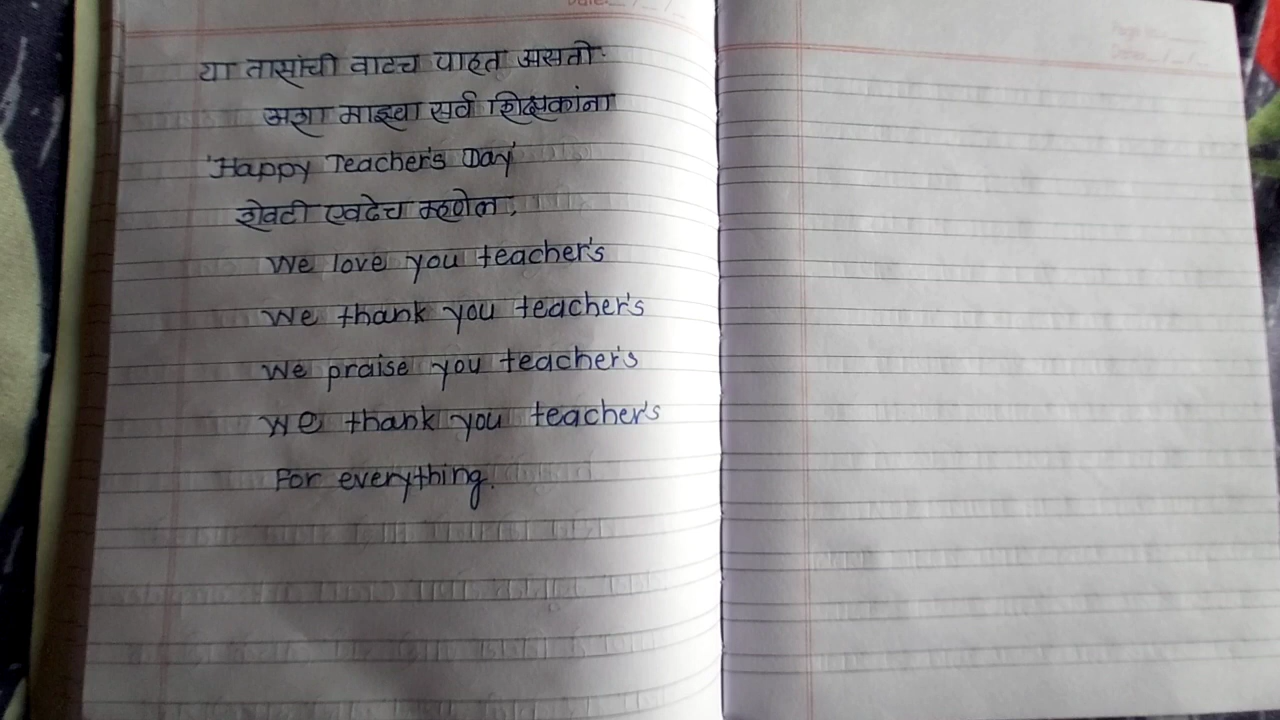 या तासांची वाटच पाहत असतो.
अशा माझ्या सर्व शिक्षकांना
'Happy Teacher's Day'
शेवटी एवढेच म्हणेल,
We love you teacher's
We thank you teacher's
We praise you teacher's
We thank you teacher's
For everything.